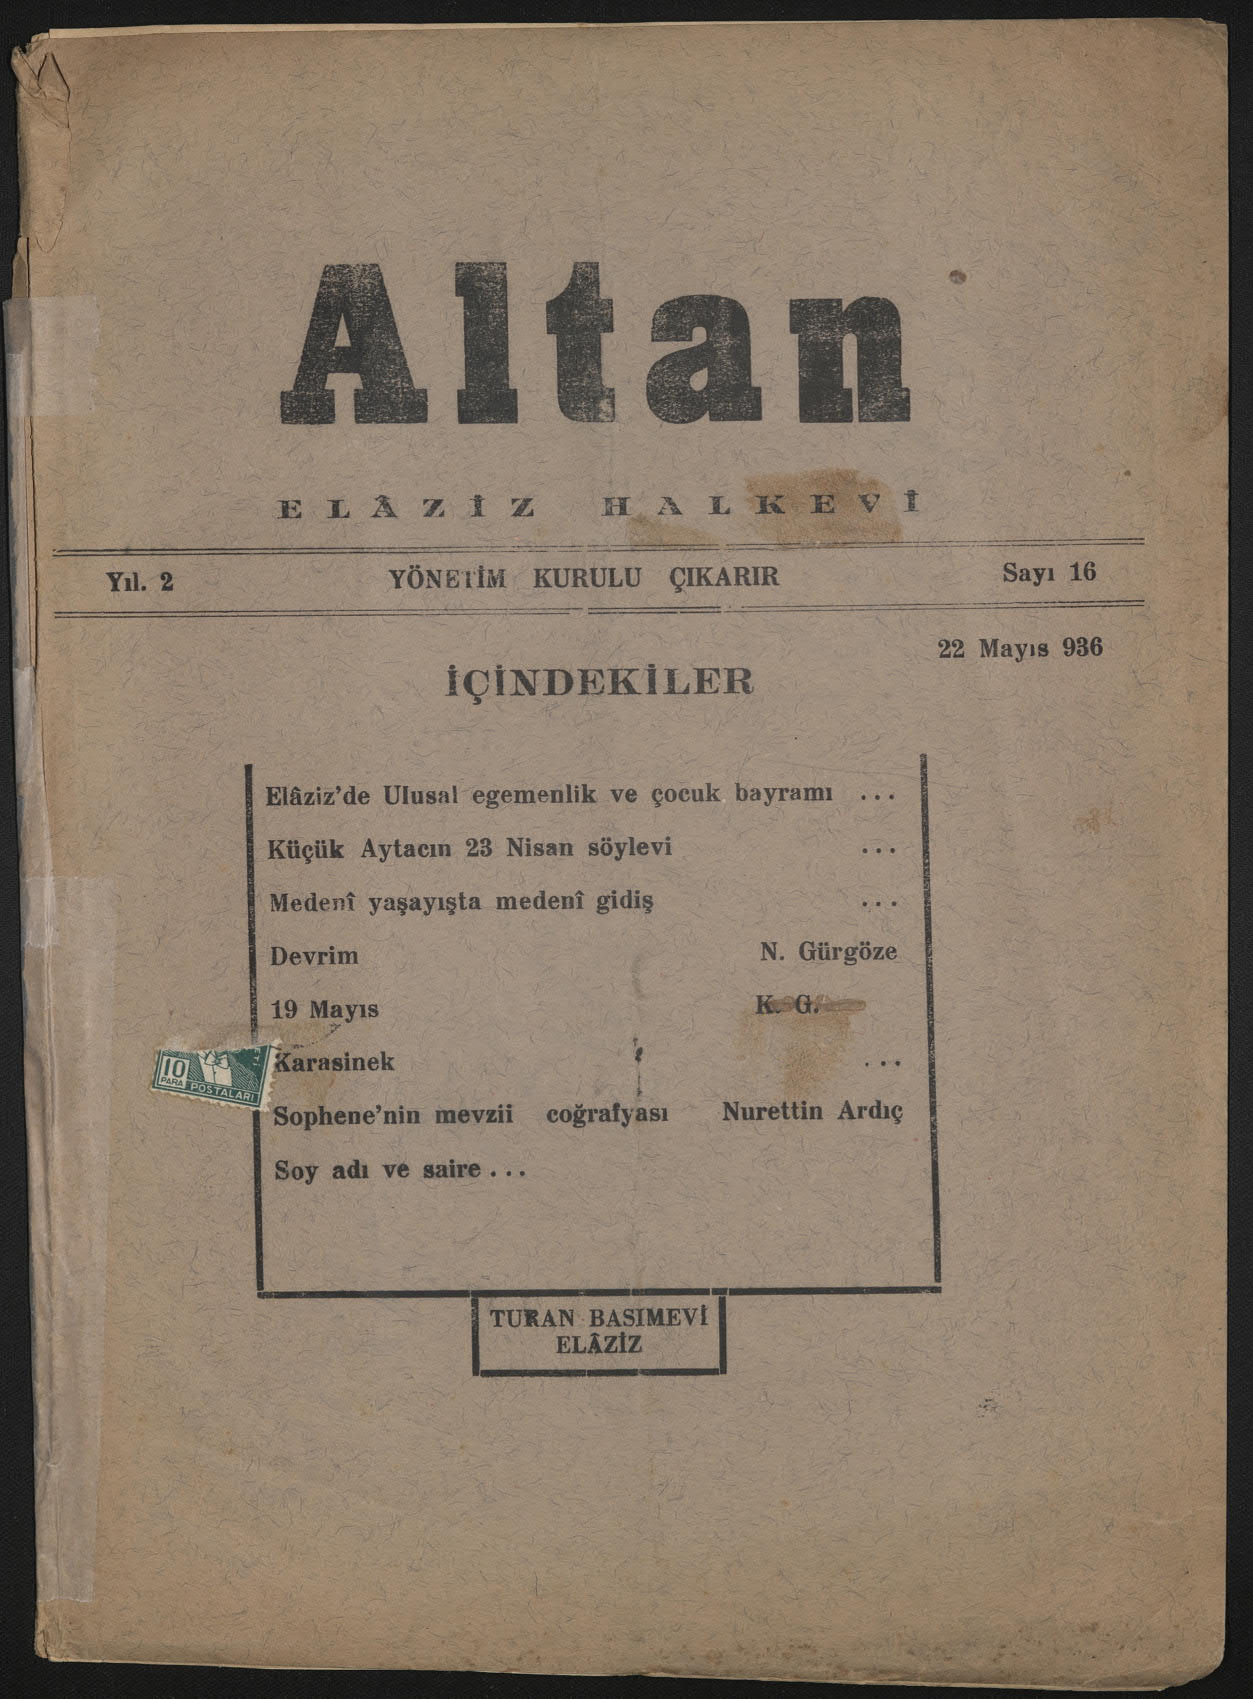 Altan
ELÂZİZ HALKEVİ
Yıl. 2 YÖNETİM KURULU ÇIKARIR Sayı 16
22 Mayıs 936
İÇİNDEKİLER
Elâziz'de Ulusal egemenlik ve çocuk bayramı ...
Küçük Aytacın 23 Nisan söylevi ...
Medenî yaşayışta medenî gidiş ...
Devrim N. Gürgöze
19 Mayıs K. G.
Karasinek ...
10 PARA POSTALARI
Sophene'nin mevzii coğrafyası Nurettin Ardıç
Soy adı ve saire ...
TURAN BASIMEVİ
ELÂZİZ